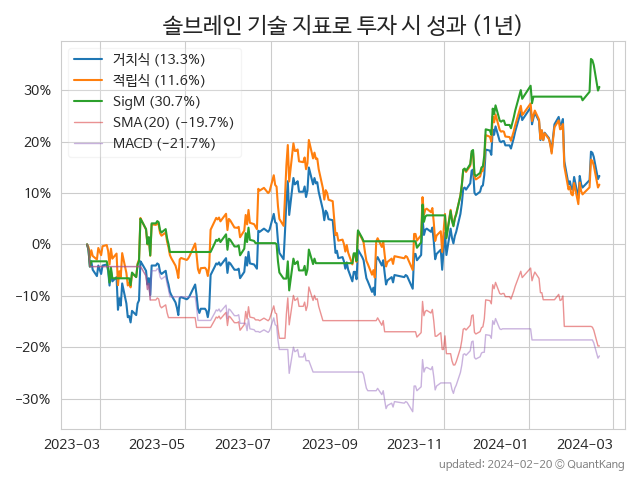 솔브레인 기술 지표로 투자 시 성과 (1년)
거치식 (13.3%)
적립식 (11.6%)
SigM (30.7%)
SMA(20) (−19.7%)
MACD (−21.7%)
30%
20%
10%
0%
−10%
−20%
−30%
2023-03 2023-05 2023-07 2023-09 2023-11 2024-01 2024-03
updated: 2024-02-20 © QuantKang